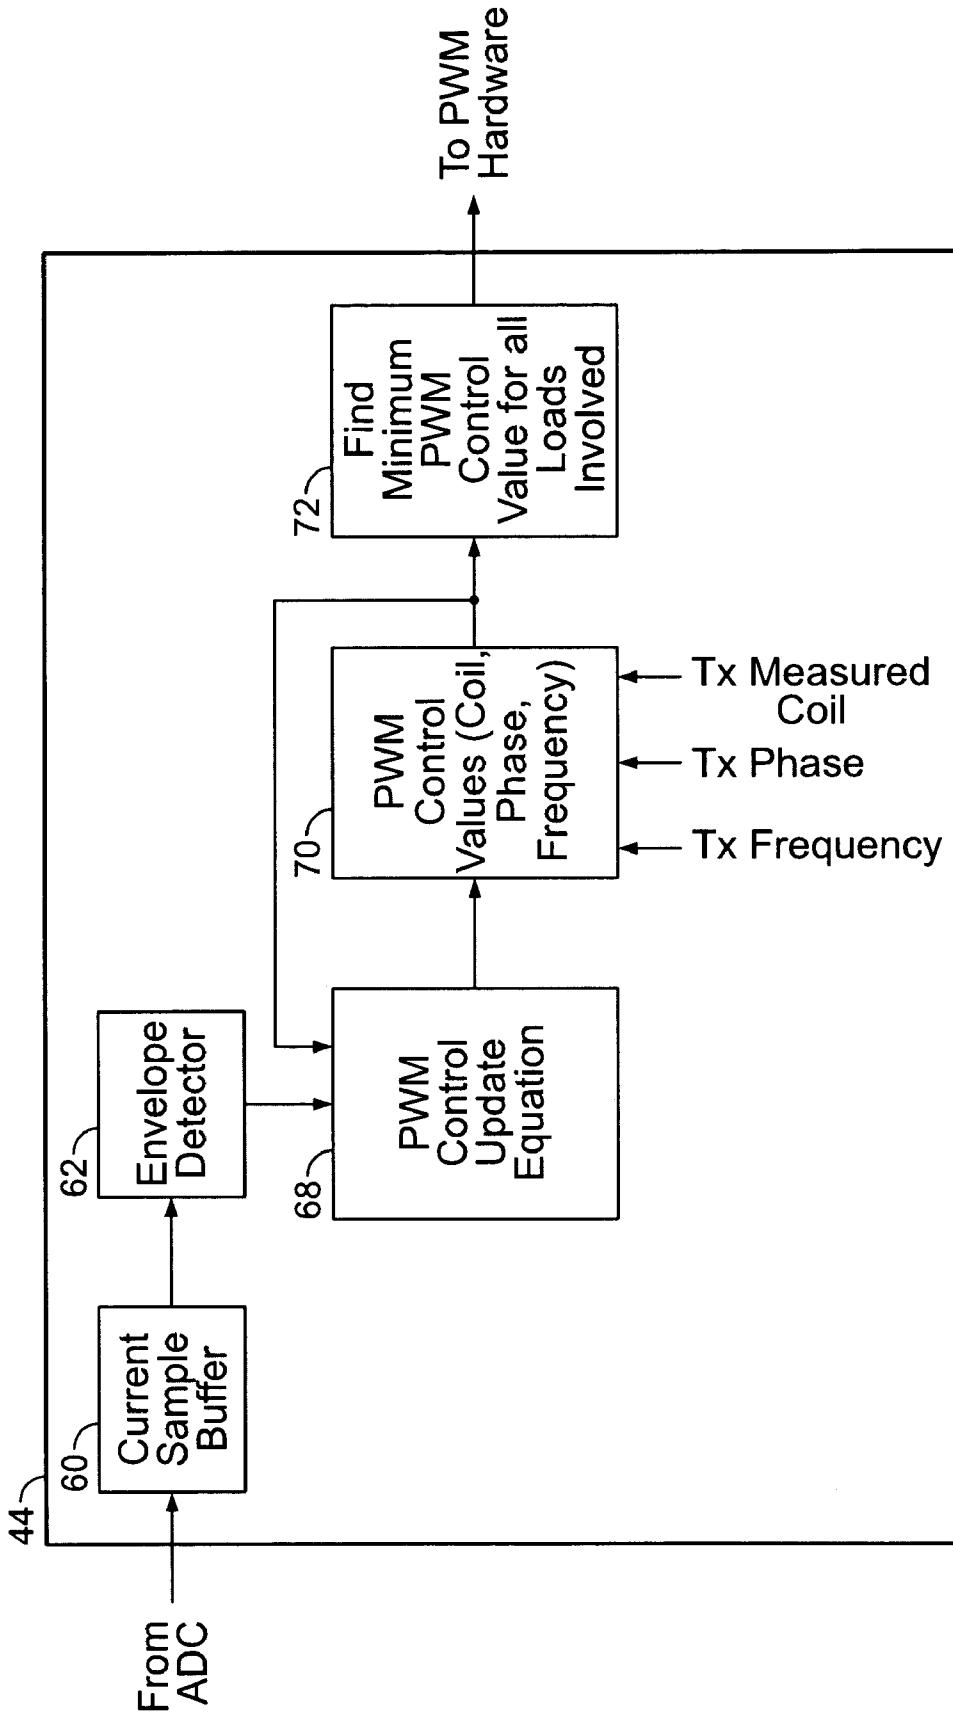 44
From
ADC
60
Current
Sample
Buffer
62
Envelope
Detector
68
PWM
Control
Update
Equation
70
PWM
Control
Values (Coil,
Phase,
Frequency)
72
Find
Minimum
PWM
Control
Value for all
Loads
Involved
To PWM
Hardware
Tx Frequency
Tx Phase
Tx Measured
Coil